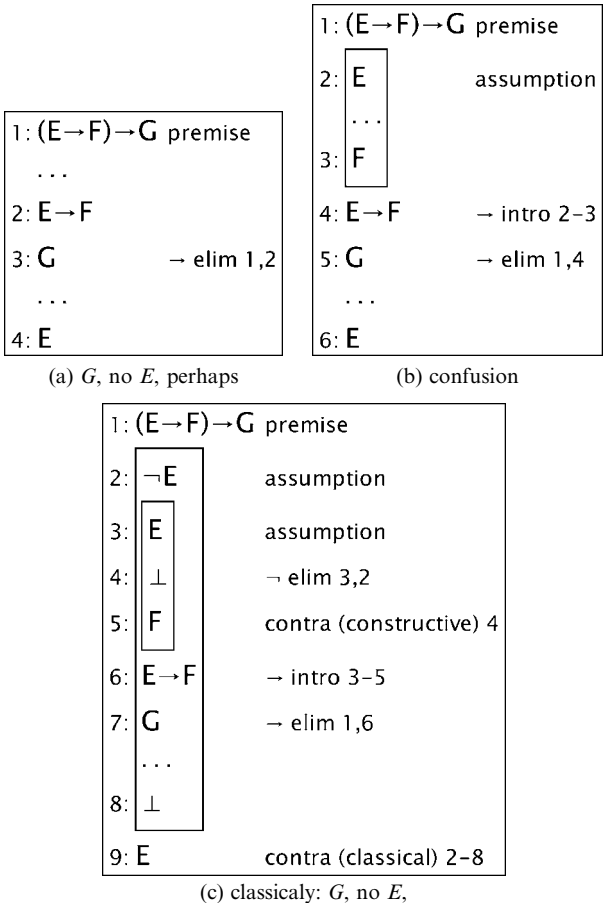 1: (E→F)→G premise
...
2: E→F
3: G → elim 1,2
...
4: E
(a) G, no E, perhaps
1: (E→F)→G premise
2: E assumption
...
3: F
4: E→F → intro 2–3
5: G → elim 1,4
...
6: E
(b) confusion
1: (E→F)→G premise
2: ¬E assumption
3: E assumption
4: ⊥ ¬ elim 3,2
5: F contra (constructive) 4
6: E→F → intro 3–5
7: G → elim 1,6
...
8: ⊥
9: E contra (classical) 2–8
(c) classicaly: G, no E,